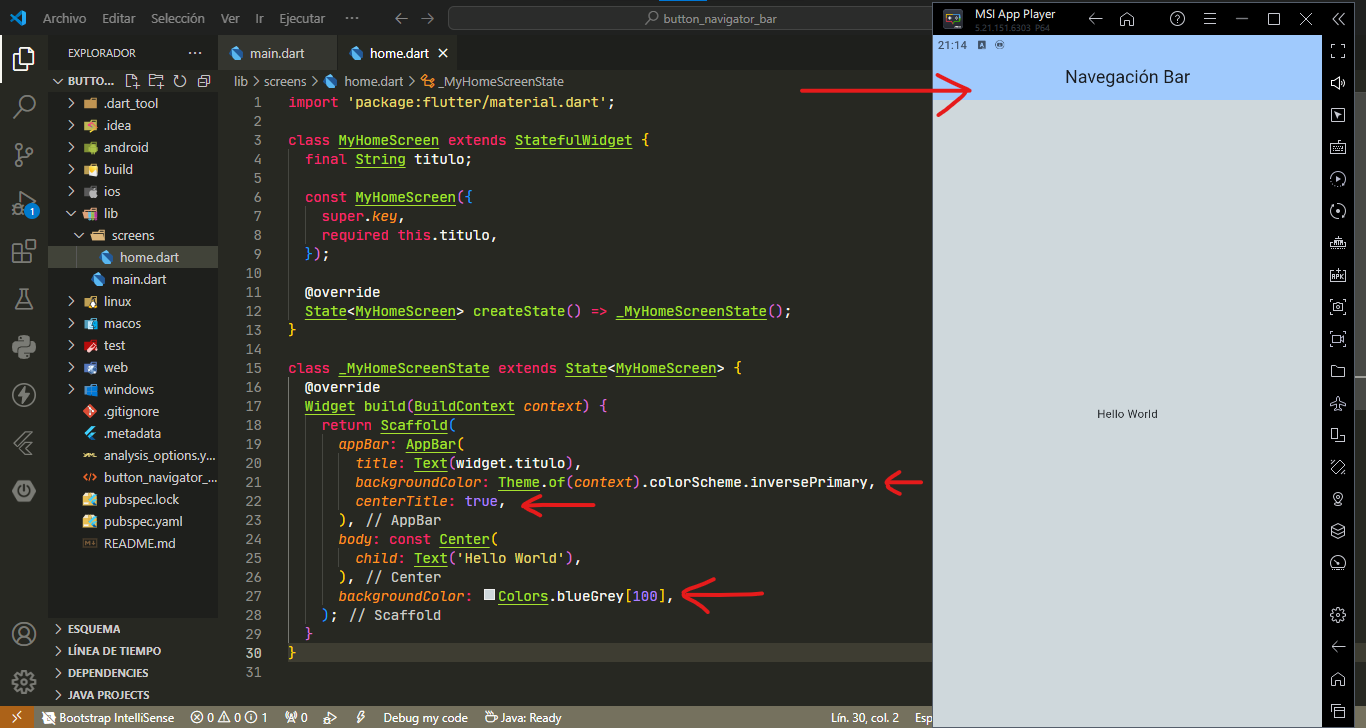 Archivo Editar Selección Ver Ir Ejecutar ··· button_navigator_bar
MSI App Player
5.21.151.6303 P64
EXPLORADOR ···
main.dart home.dart
BUTTO...
lib > screens > home.dart > _MyHomeScreenState
.dart_tool
.idea
android
build
ios
lib
screens
home.dart
main.dart
linux
macos
test
web
windows
.gitignore
.metadata
analysis_options.y...
button_navigator_...
pubspec.lock
pubspec.yaml
README.md
ESQUEMA
LÍNEA DE TIEMPO
DEPENDENCIES
JAVA PROJECTS
1
1 import 'package:flutter/material.dart';
2
3 class MyHomeScreen extends StatefulWidget {
4 final String titulo;
5
6 const MyHomeScreen({
7 super.key,
8 required this.titulo,
9 });
10
11 @override
12 State<MyHomeScreen> createState() => _MyHomeScreenState();
13 }
14
15 class _MyHomeScreenState extends State<MyHomeScreen> {
16 @override
17 Widget build(BuildContext context) {
18 return Scaffold(
19 appBar: AppBar(
20 title: Text(widget.titulo),
21 backgroundColor: Theme.of(context).colorScheme.inversePrimary,
22 centerTitle: true,
23 ), // AppBar
24 body: const Center(
25 child: Text('Hello World'),
26 ), // Center
27 backgroundColor: Colors.blueGrey[100],
28 ); // Scaffold
29 }
30 }
31
21:14 A
Navegación Bar
Hello World
APK
Bootstrap IntelliSense 0 0 1 0 Debug my code Java: Ready Lín. 30, col. 2 Esp